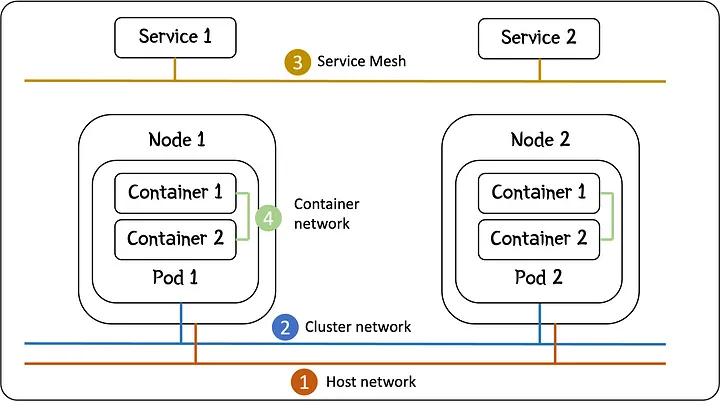 Service 1
Service 2
3 Service Mesh
Node 1
Node 2
Container 1
Container 1
4 Container
network
Container 2
Container 2
Pod 1
Pod 2
2 Cluster network
1 Host network